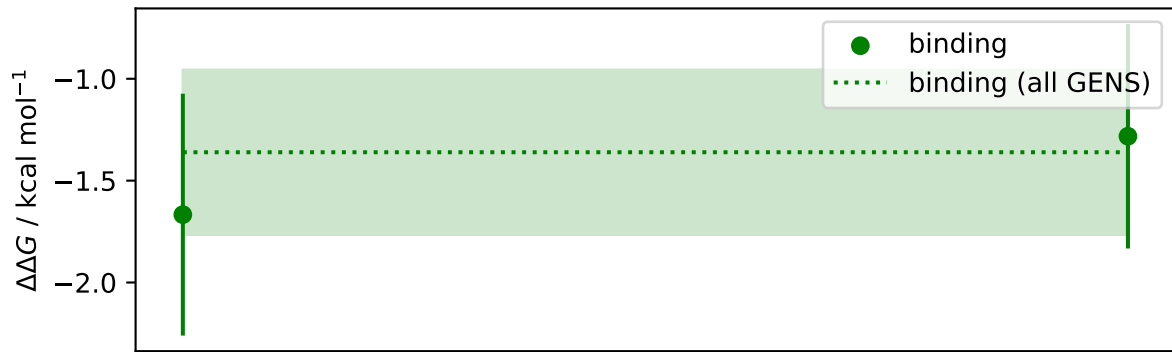 ΔΔG / kcal mol⁻¹
−1.0
−1.5
−2.0
binding
binding (all GENS)